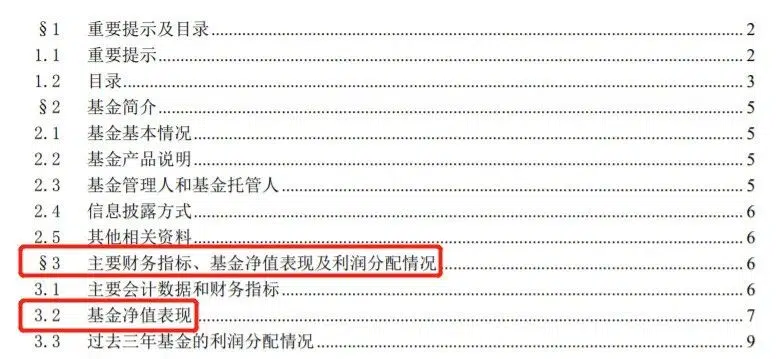 §1 重要提示及目录 2
1.1 重要提示 2
1.2 目录 3
§2 基金简介 5
2.1 基金基本情况 5
2.2 基金产品说明 5
2.3 基金管理人和基金托管人 5
2.4 信息披露方式 6
2.5 其他相关资料 6
§3 主要财务指标、基金净值表现及利润分配情况 6
3.1 主要会计数据和财务指标 6
3.2 基金净值表现 7
3.3 过去三年基金的利润分配情况 9